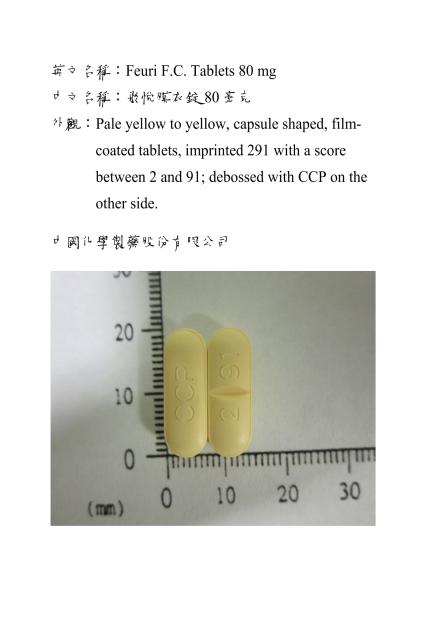 英文名稱：Feuri F.C. Tablets 80 mg
中文名稱： 膜衣錠80 毫克
外觀：Pale yellow to yellow, capsule shaped, film-
coated tablets, imprinted 291 with a score
between 2 and 91; debossed with CCP on the
other side.
中國化學製藥股份有限公司
30
20
10
0
CCP
2 91
0 10 20 30
(mm)